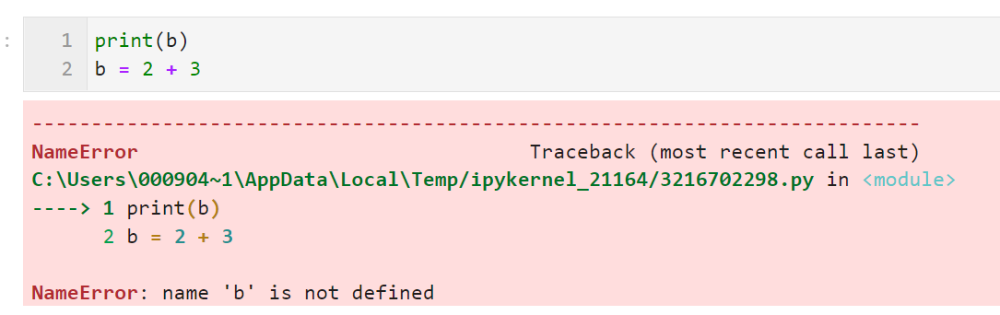 :
1 print(b)
2 b = 2 + 3
---------------------------------------------------------------------------
NameError                                 Traceback (most recent call last)
C:\Users\000904~1\AppData\Local\Temp/ipykernel_21164/3216702298.py in <module>
----> 1 print(b)
      2 b = 2 + 3

NameError: name 'b' is not defined